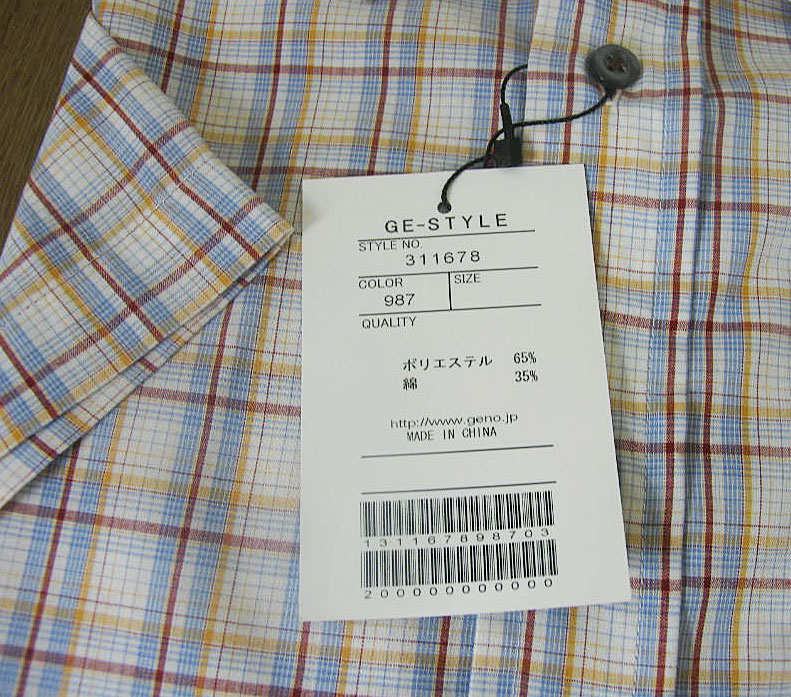 GE-STYLE
STYLE NO.
311678
COLOR SIZE
987
QUALITY
ポリエステル 65%
綿 35%
http://www.geno.jp
MADE IN CHINA
131167898703
2000000000000